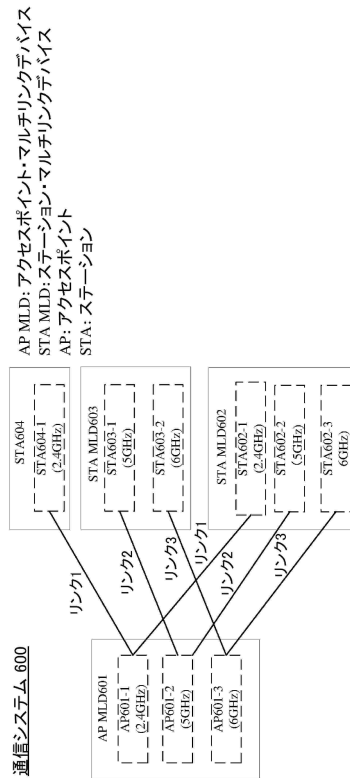 通信システム 600
AP MLD: アクセスポイント・マルチリンクデバイス
STA MLD: ステーション・マルチリンクデバイス
AP: アクセスポイント
STA: ステーション
AP MLD601
AP601-1
(2.4GHz)
AP601-2
(5GHz)
AP601-3
(6GHz)
リンク1
リンク2
リンク3
リンク1
リンク2
リンク3
STA604
STA604-1
(2.4GHz)
STA MLD603
STA603-1
(5GHz)
STA603-2
(6GHz)
STA MLD602
STA602-1
(2.4GHz)
STA602-2
(5GHz)
STA602-3
6GHz)